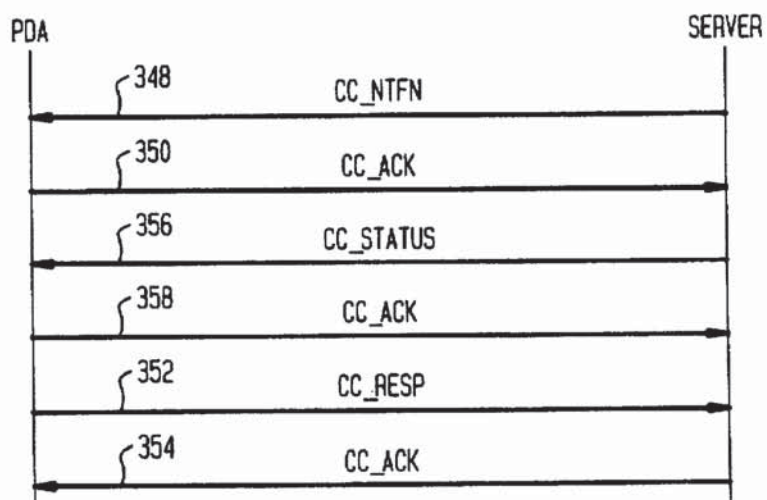 PDA SERVER
348 CC_NTFN
350 CC_ACK
356 CC_STATUS
358 CC_ACK
352 CC_RESP
354 CC_ACK